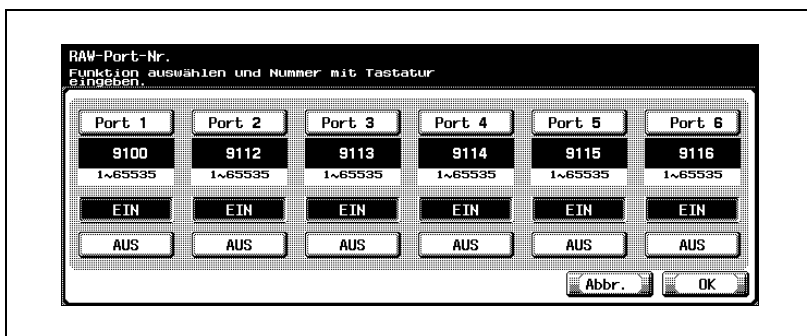 RAW-Port-Nr.
Funktion auswählen und Nummer mit Tastatur
eingeben.
Port 1 Port 2 Port 3 Port 4 Port 5 Port 6
9100 9112 9113 9114 9115 9116
1~65535 1~65535 1~65535 1~65535 1~65535 1~65535
EIN EIN EIN EIN EIN EIN
AUS AUS AUS AUS AUS AUS
Abbr. OK